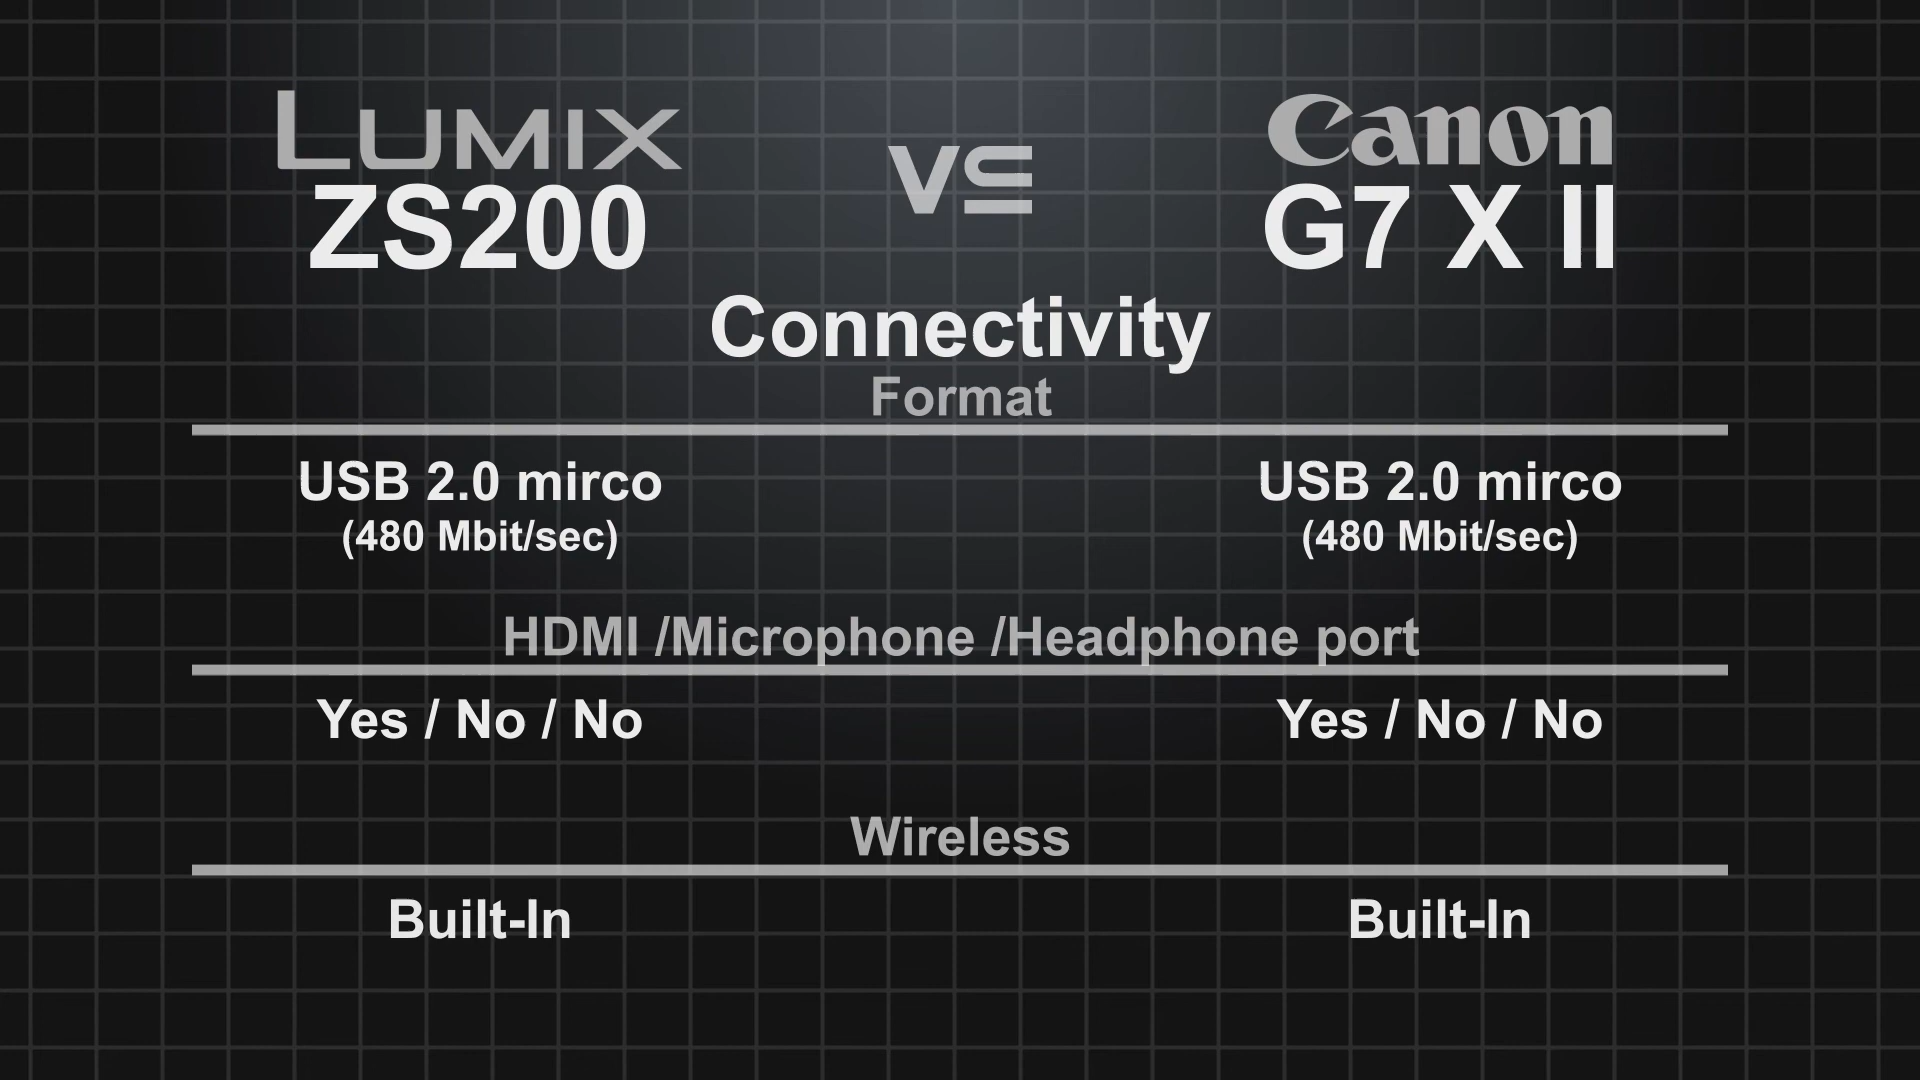 LUMIX
ZS200
VS
Canon
G7 X II
Connectivity
Format
USB 2.0 mirco
(480 Mbit/sec)
USB 2.0 mirco
(480 Mbit/sec)
HDMI /Microphone /Headphone port
Yes / No / No
Yes / No / No
Wireless
Built-In
Built-In